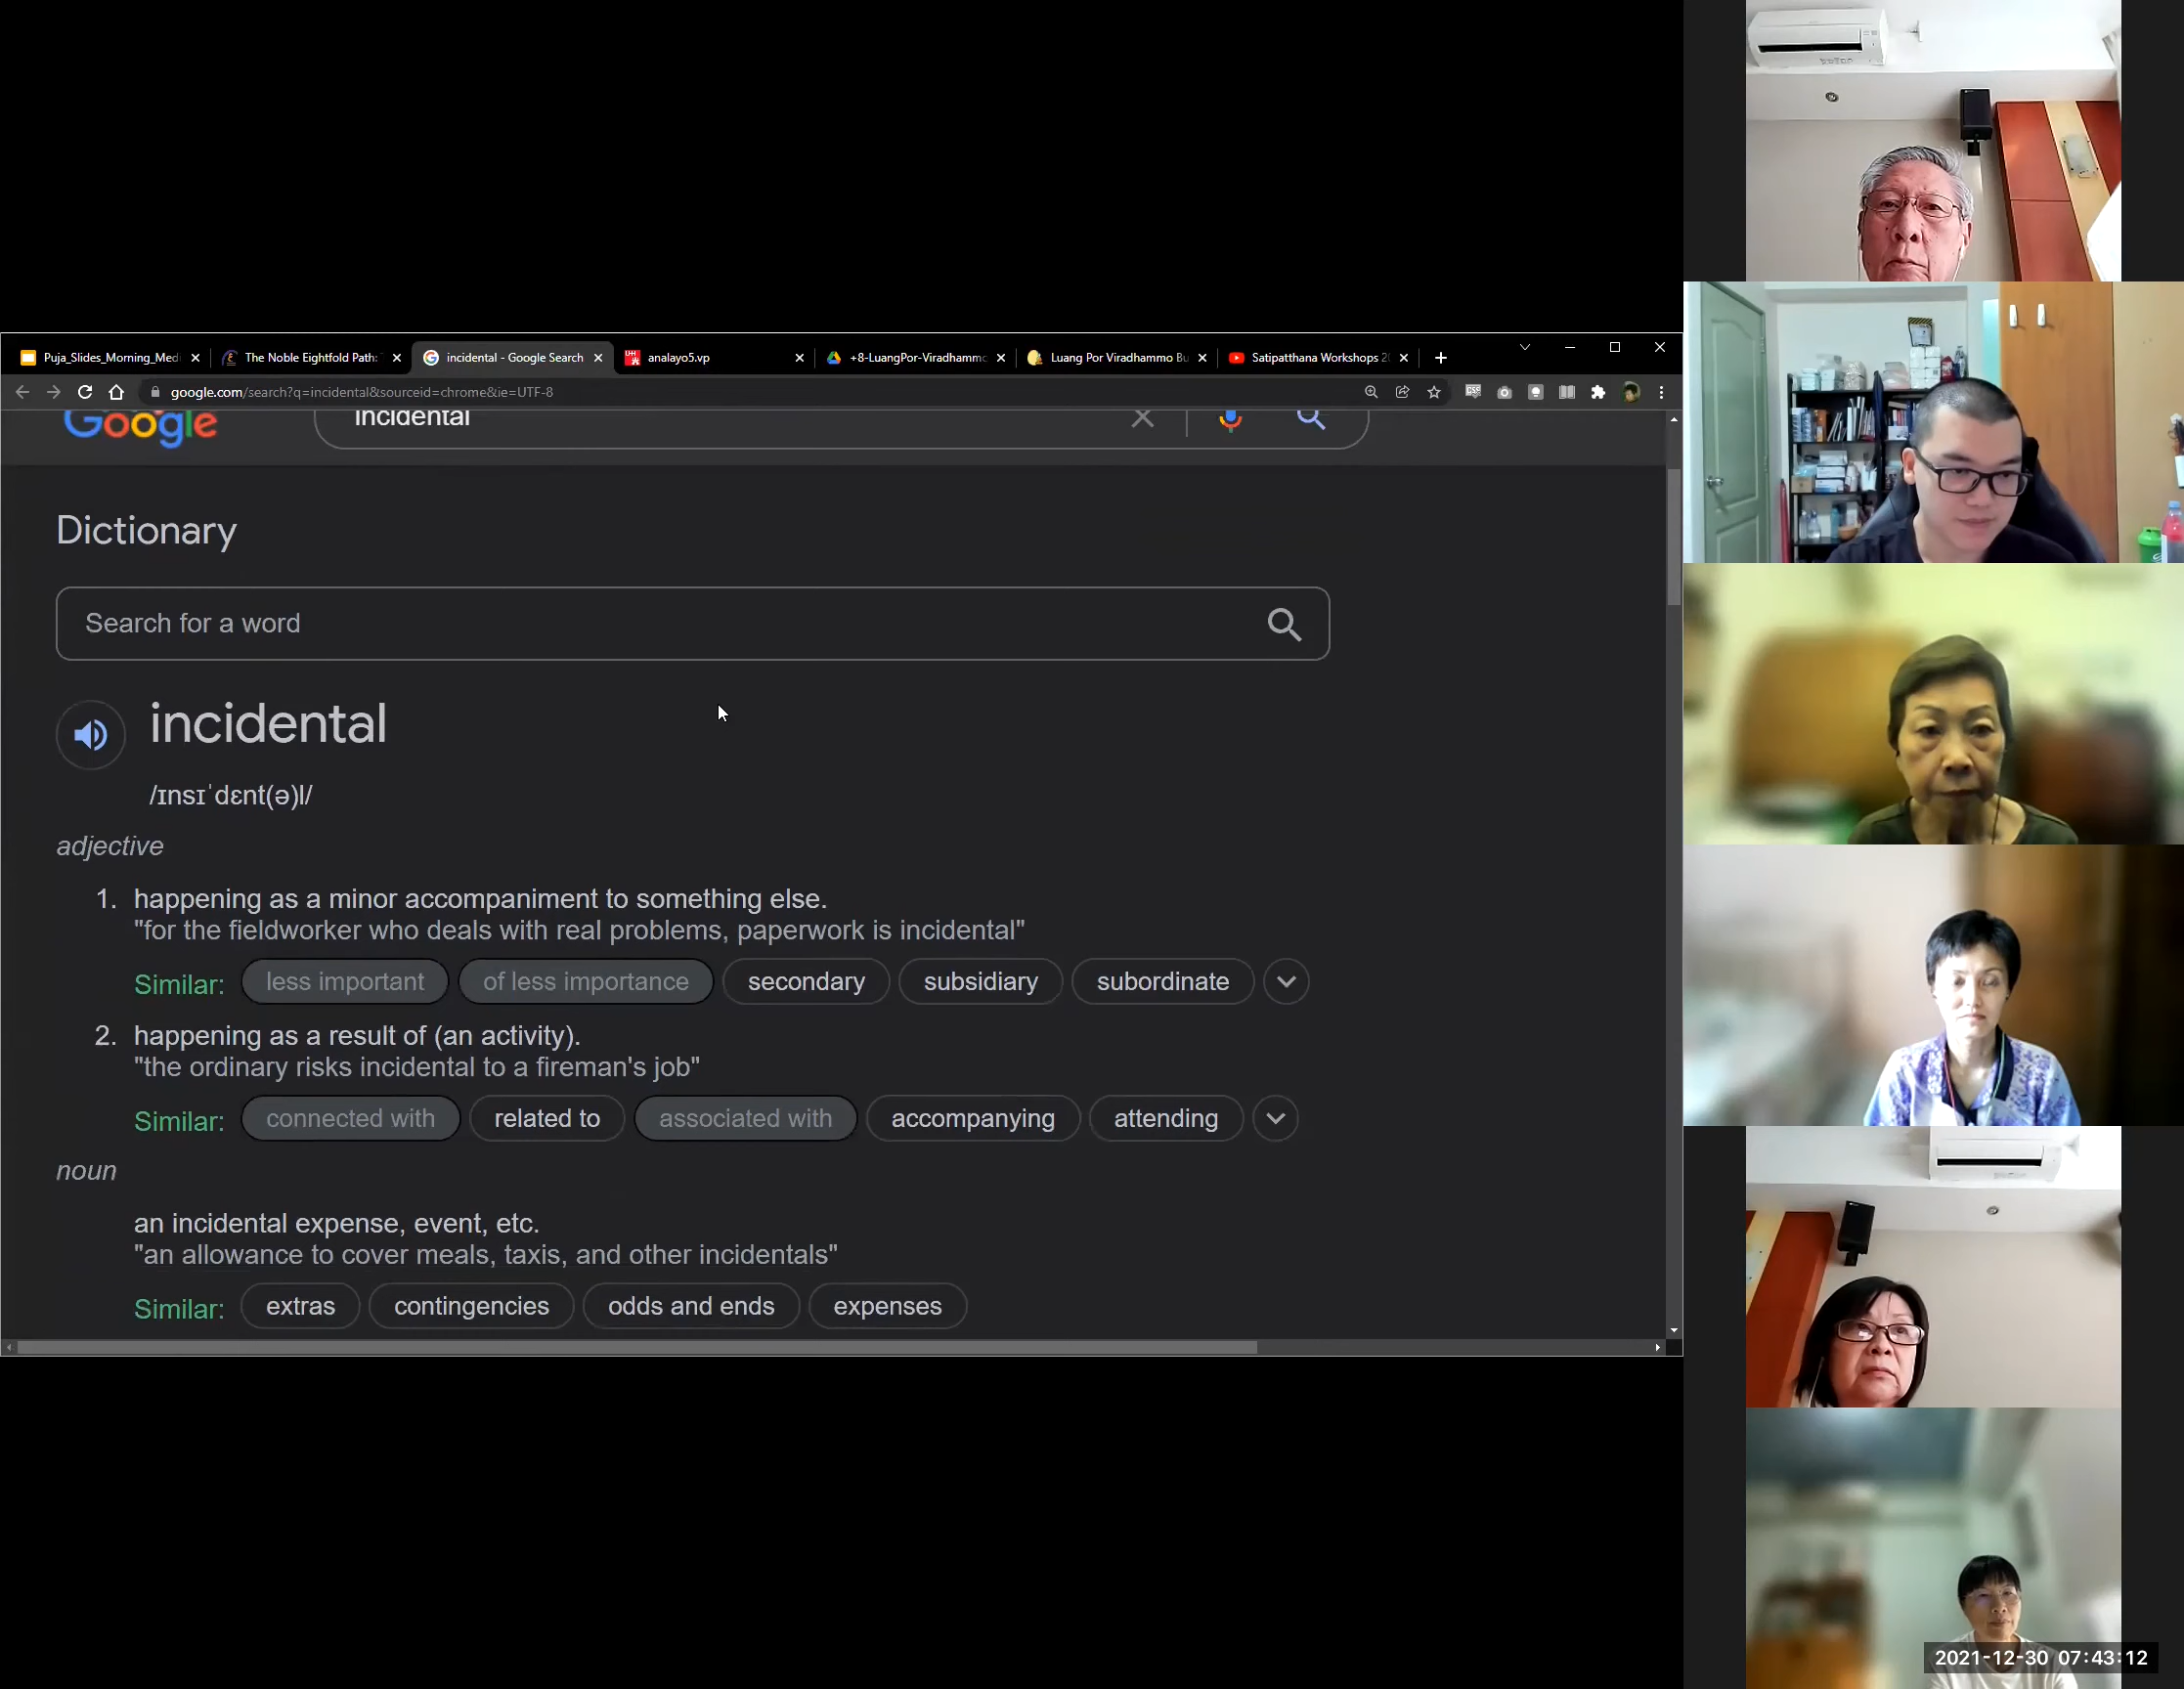 Puja_Slides_Morning_Med
The Noble Eightfold Path:
incidental - Google Search
analayo5.vp
+8-LuangPor-Viradhammo
Luang Por Viradhammo Bu
Satipatthana Workshops 20
google.com/search?q=incidental&sourceid=chrome&ie=UTF-8
Google
incidental
Dictionary
Search for a word
incidental
/ɪnsɪˈdɛnt(ə)l/
adjective
1. happening as a minor accompaniment to something else.
"for the fieldworker who deals with real problems, paperwork is incidental"
Similar: less important of less importance secondary subsidiary subordinate
2. happening as a result of (an activity).
"the ordinary risks incidental to a fireman's job"
Similar: connected with related to associated with accompanying attending
noun
an incidental expense, event, etc.
"an allowance to cover meals, taxis, and other incidentals"
Similar: extras contingencies odds and ends expenses
2021-12-30 07:43:12